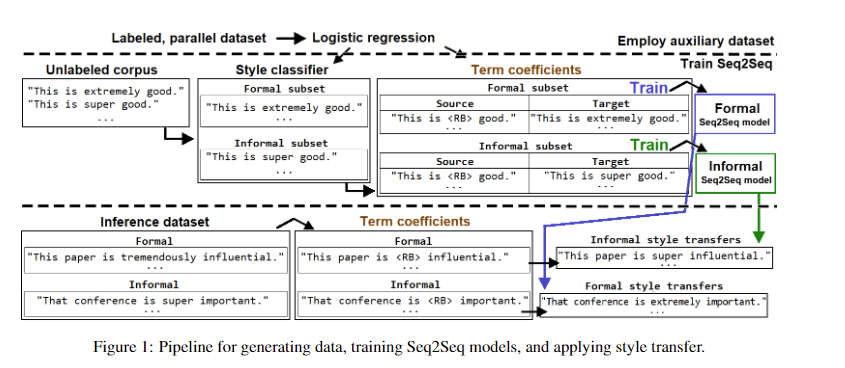 Labeled, parallel dataset Logistic regression
Employ auxiliary dataset
Train Seq2Seq
Unlabeled corpus
"This is extremely good."
"This is super good."
...
Style classifier
Formal subset
"This is extremely good."
...
Informal subset
"This is super good."
...
Term coefficients
Formal subset
Source Target
"This is <RB> good." "This is extremely good."
... ...
Informal subset
Source Target
"This is <RB> good." "This is super good."
... ...
Train
Formal
Seq2Seq model
Train
Informal
Seq2Seq model
Inference dataset
Formal
"This paper is tremendously influential."
...
Informal
"That conference is super important."
...
Term coefficients
Formal
"This paper is <RB> influential."
...
Informal
"That conference is <RB> important."
...
Informal style transfers
"This paper is super influential."
...
Formal style transfers
"That conference is extremely important."
...
Figure 1: Pipeline for generating data, training Seq2Seq models, and applying style transfer.